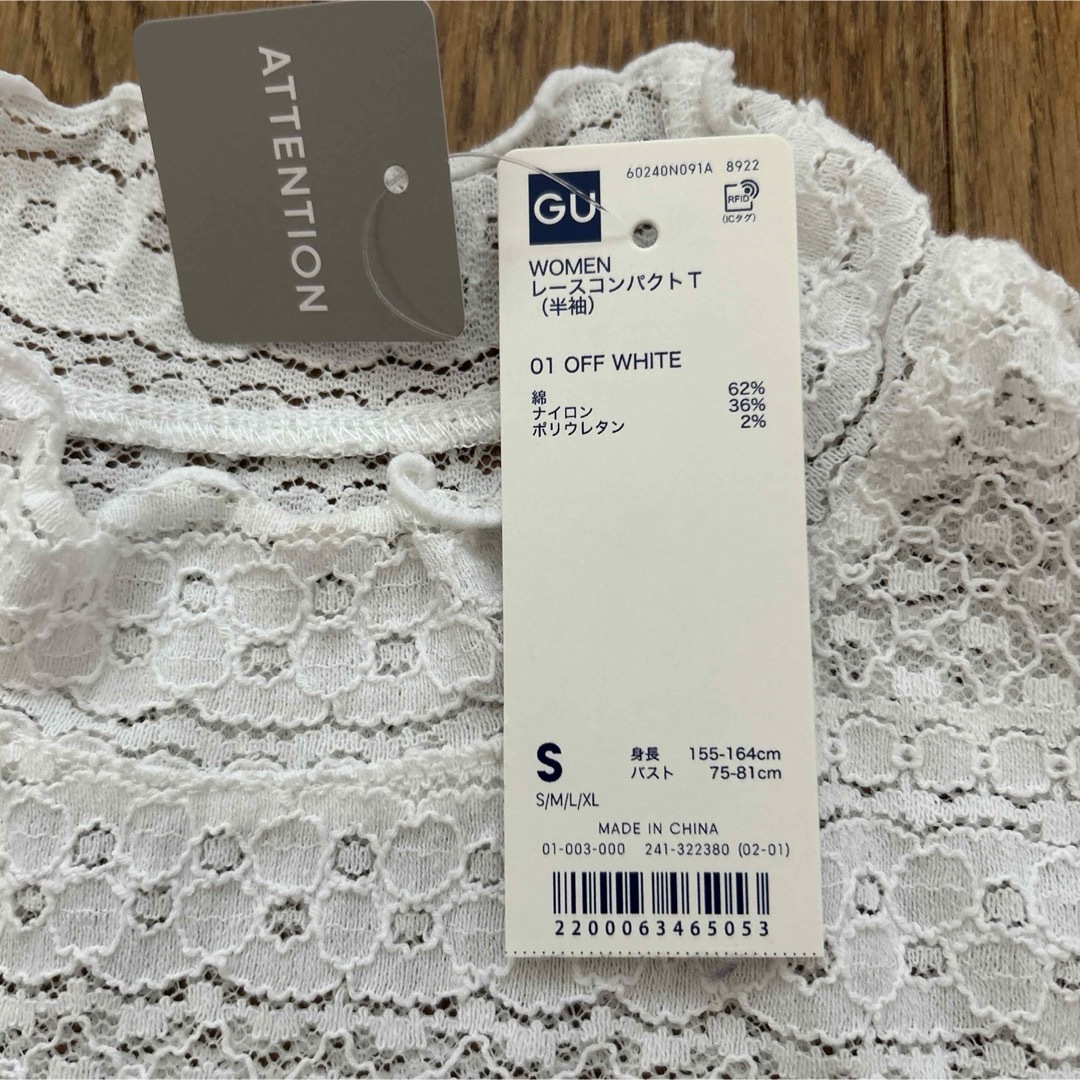 ATTENTION
60240N091A 8922
GU
RFID
(ICタグ)
WOMEN
レースコンパクトT
(半袖)
01 OFF WHITE
綿 62%
ナイロン 36%
ポリウレタン 2%
S 身長 155-164cm
バスト 75-81cm
S/M/L/XL
MADE IN CHINA
01-003-000 241-322380 (02-01)
2200063465053